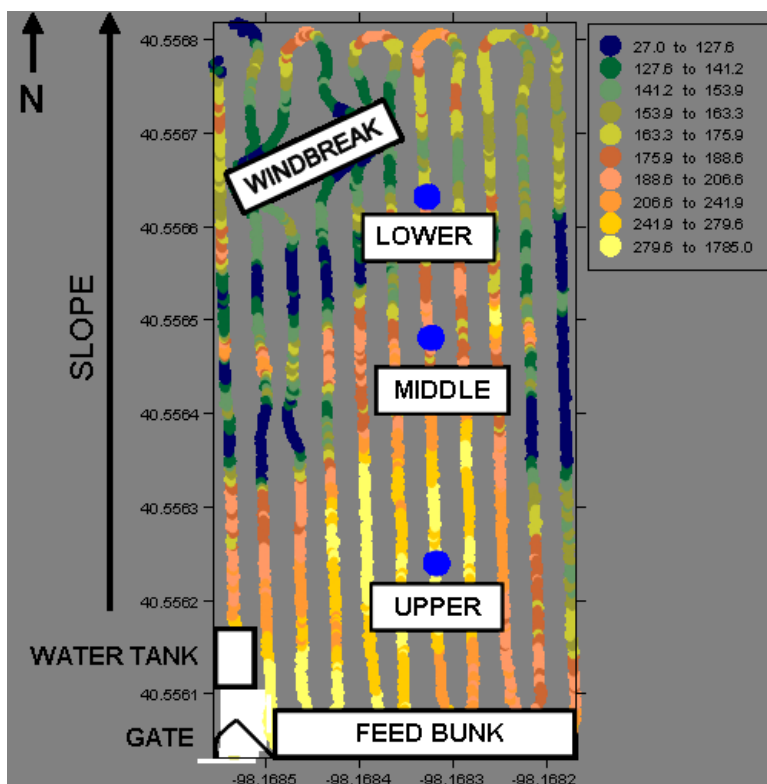 N
SLOPE
WINDBREAK
LOWER
MIDDLE
UPPER
WATER TANK
GATE
FEED BUNK
40.5568
40.5567
40.5566
40.5565
40.5564
40.5563
40.5562
40.5561
-98.1685
-98.1684
-98.1683
-98.1682
27.0 to 127.6
127.6 to 141.2
141.2 to 153.9
153.9 to 163.3
163.3 to 175.9
175.9 to 188.6
188.6 to 206.6
206.6 to 241.9
241.9 to 279.6
279.6 to 1785.0